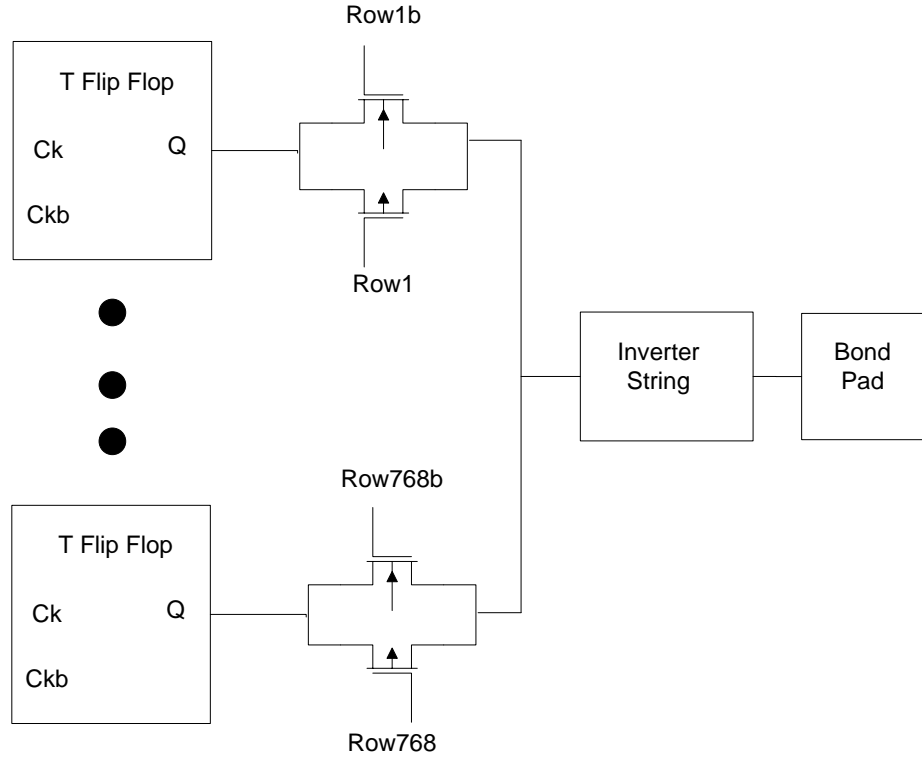 Row1b
T Flip Flop
Ck
Q
Ckb
Row1
Inverter
String
Bond
Pad
Row768b
T Flip Flop
Ck
Q
Ckb
Row768